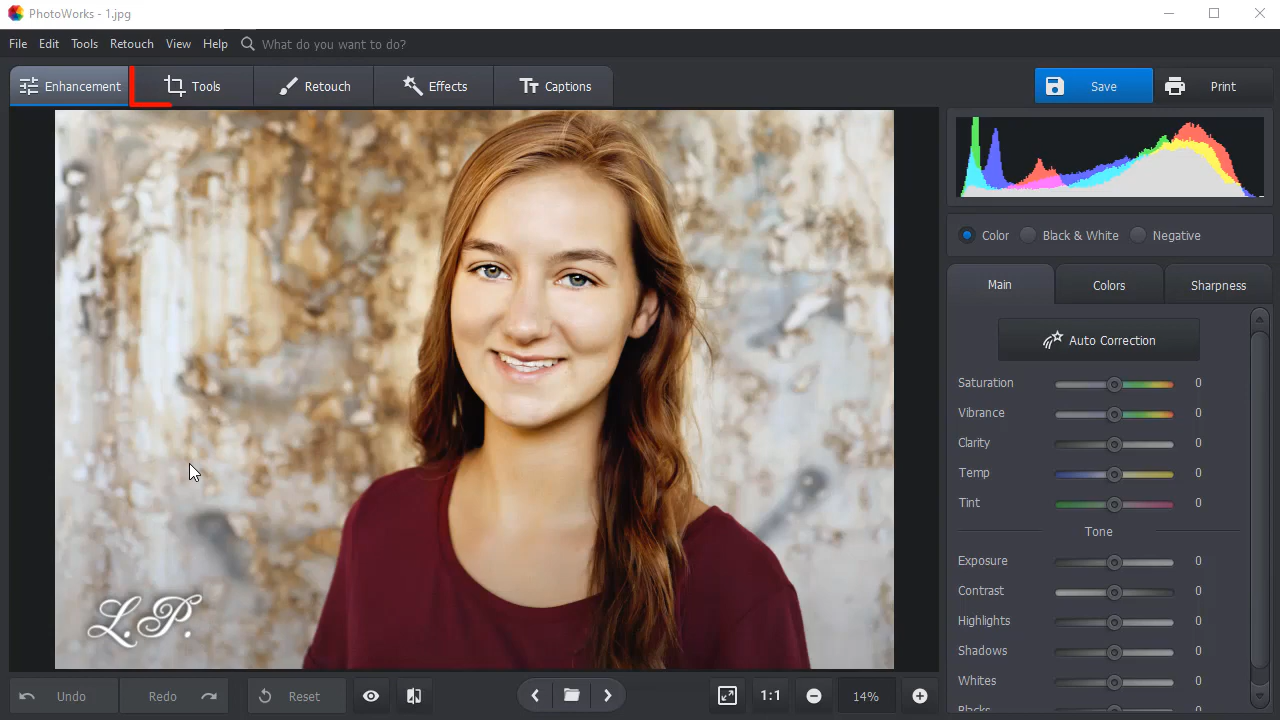 PhotoWorks - 1.jpg
File Edit Tools Retouch View Help What do you want to do?
Enhancement Tools Retouch Effects Captions Save Print
Color Black & White Negative
Main Colors Sharpness
Auto Correction
Saturation 0
Vibrance 0
Clarity 0
Temp 0
Tint 0
Tone
Exposure 0
Contrast 0
Highlights 0
Shadows 0
Whites 0
Blacks 0
L.P.
Undo Redo Reset 1:1 14%